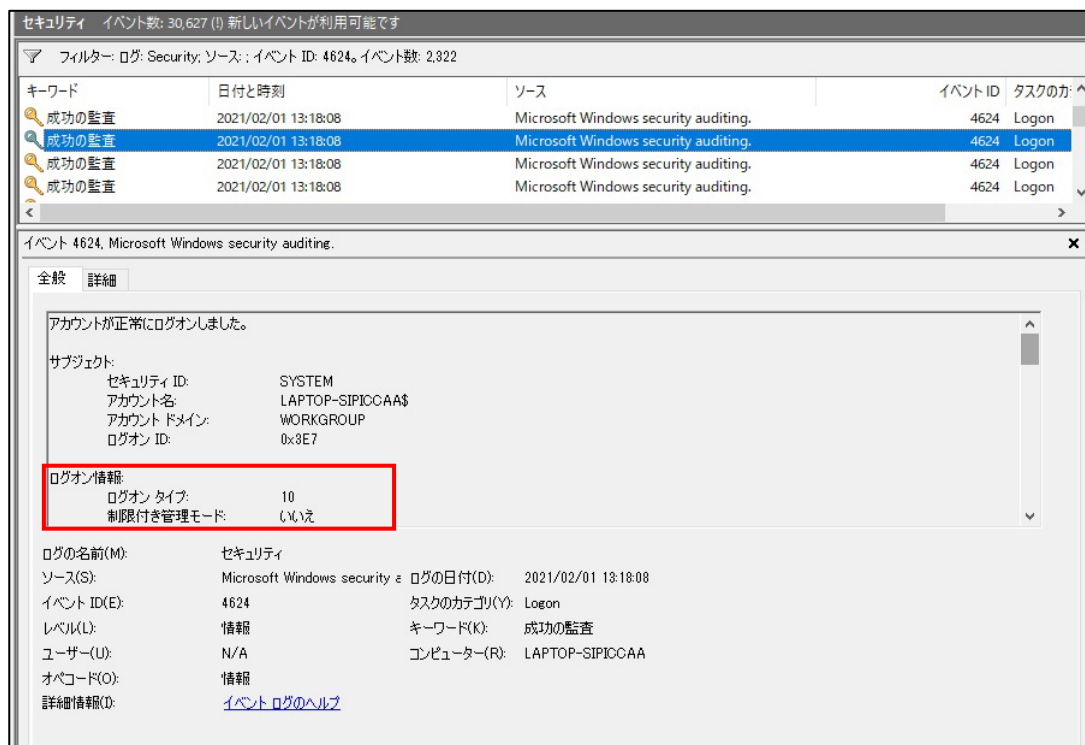 セキュリティ イベント数: 30,627 (!) 新しいイベントが利用可能です
フィルター: ログ: Security; ソース: ; イベント ID: 4624。イベント数: 2,322
キーワード 日付と時刻 ソース イベント ID タスクのカ
成功の監査 2021/02/01 13:18:08 Microsoft Windows security auditing. 4624 Logon
成功の監査 2021/02/01 13:18:08 Microsoft Windows security auditing. 4624 Logon
成功の監査 2021/02/01 13:18:08 Microsoft Windows security auditing. 4624 Logon
成功の監査 2021/02/01 13:18:08 Microsoft Windows security auditing. 4624 Logon
イベント 4624, Microsoft Windows security auditing.
全般 詳細
アカウントが正常にログオンしました。
サブジェクト:
セキュリティ ID: SYSTEM
アカウント名: LAPTOP-SIPICCAA$
アカウント ドメイン: WORKGROUP
ログオン ID: 0x3E7
ログオン情報:
ログオン タイプ: 10
制限付き管理モード: いいえ
ログの名前(M): セキュリティ
ソース(S): Microsoft Windows security a ログの日付(D): 2021/02/01 13:18:08
イベント ID(E): 4624 タスクのカテゴリ(Y): Logon
レベル(L): 情報 キーワード(K): 成功の監査
ユーザー(U): N/A コンピューター(R): LAPTOP-SIPICCAA
オペコード(O): 情報
詳細情報(I): イベント ログのヘルプ